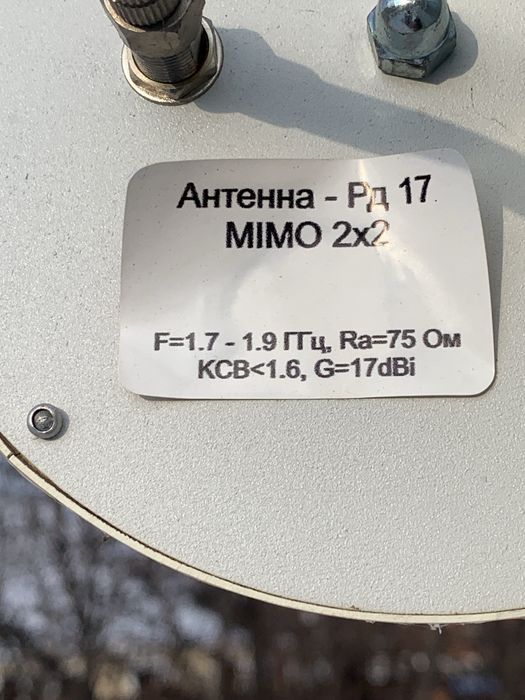 Антенна - Рд 17
MIMO 2x2
F=1.7 - 1.9 ГГц, Ra=75 Ом
КСВ<1.6, G=17dBi